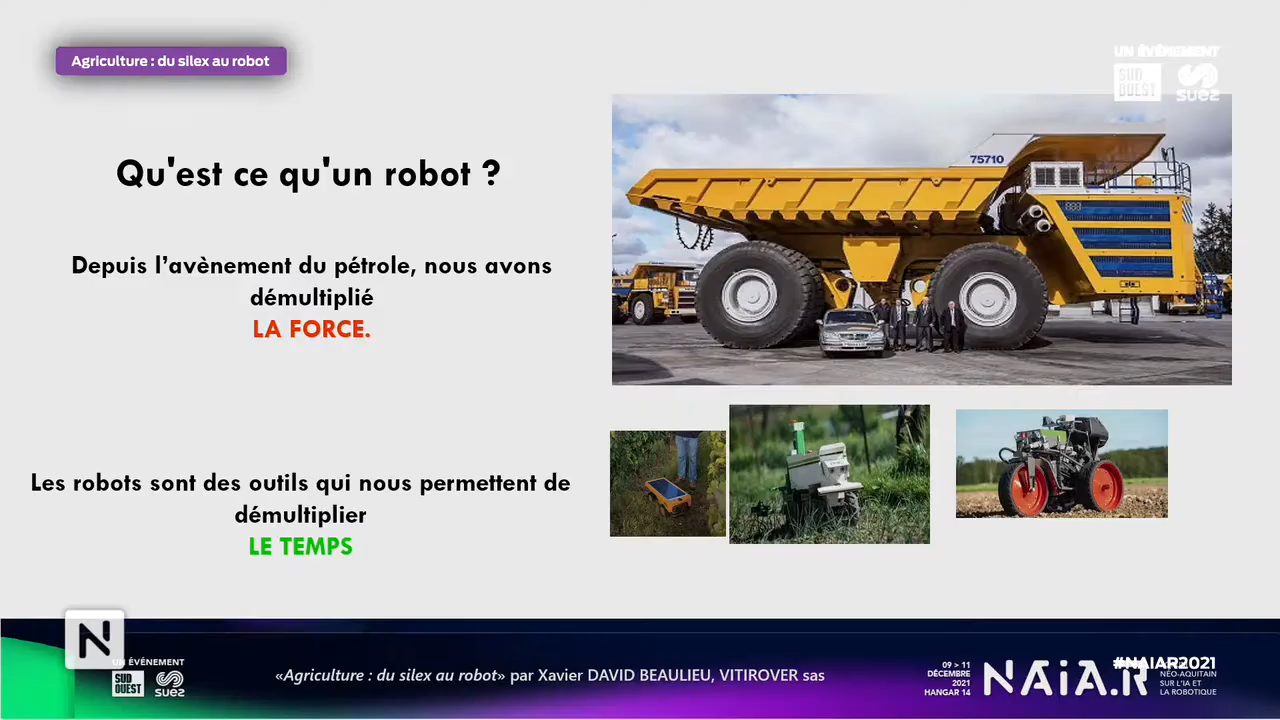 Agriculture : du silex au robot
UN ÉVÉNEMENT
SUD
OUEST
suez
Qu'est ce qu'un robot ?
75710
Depuis l’avènement du pétrole, nous avons
démultiplié
LA FORCE.
Les robots sont des outils qui nous permettent de
démultiplier
LE TEMPS
N
UN ÉVÉNEMENT
SUD
OUEST
suez
«Agriculture : du silex au robot» par Xavier DAVID BEAULIEU, VITIROVER sas
09 > 11
DÉCEMBRE
2021
HANGAR 14
NAiA.R
#NAIAR2021
NÉO-AQUITAIN
SUR L'IA ET
LA ROBOTIQUE